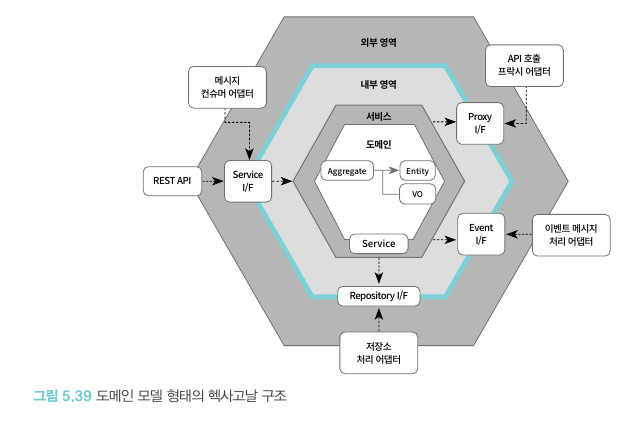 외부 영역
API 호출
프락시 어댑터
메시지
컨슈머 어댑터
내부 영역
서비스
Proxy
I/F
도메인
REST API
Service
I/F
Aggregate
Entity
VO
Service
Event
I/F
이벤트 메시지
처리 어댑터
Repository I/F
저장소
처리 어댑터
그림 5.39 도메인 모델 형태의 헥사고날 구조